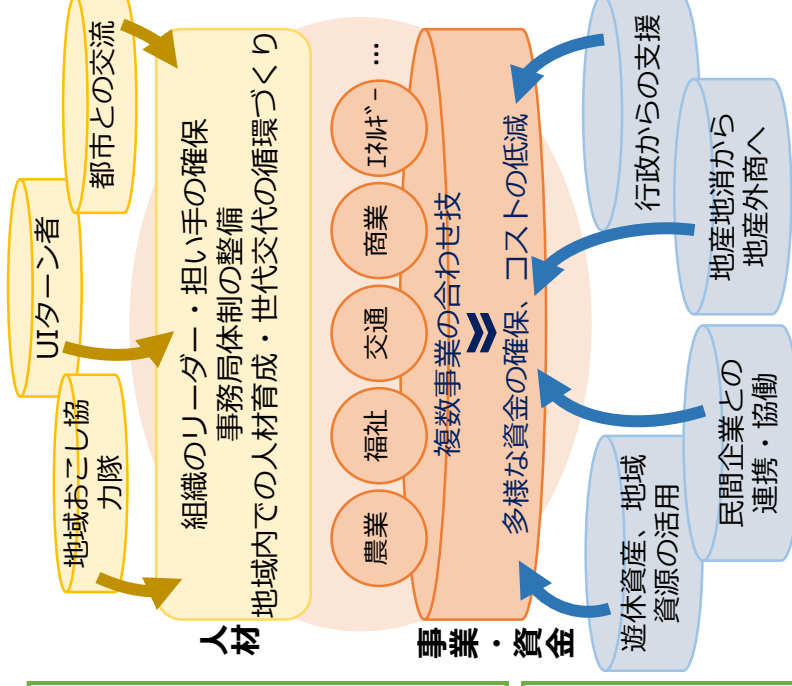 地域おこし協
力隊
UIターン者
都市との交流
人材
組織のリーダー・担い手の確保
事務局体制の整備
地域内での人材育成・世代交代の循環づくり
農業
福祉
交通
商業
エネルギー
…
事業・資金
複数事業の合わせ技
多様な資金の確保、コストの低減
遊休資産、地域
資源の活用
民間企業との
連携・協働
地産地消から
地産外商へ
行政からの支援